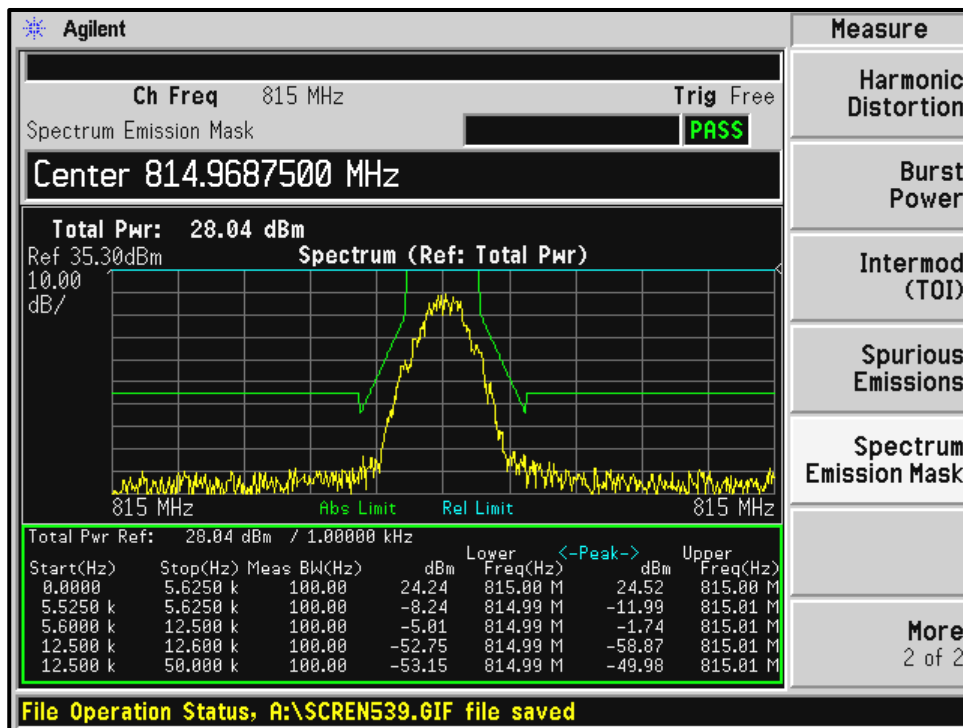 Agilent
Ch Freq 815 MHz Trig Free
Spectrum Emission Mask PASS
Center 814.9687500 MHz
Total Pwr: 28.04 dBm
Ref 35.30dBm Spectrum (Ref: Total Pwr)
10.00
dB/
815 MHz Abs Limit Rel Limit 815 MHz
Total Pwr Ref: 28.04 dBm / 1.00000 kHz
Lower <-Peak-> Upper
Start(Hz) Stop(Hz) Meas BW(Hz) dBm Freq(Hz) dBm Freq(Hz)
0.0000 5.6250 k 100.00 24.24 815.00 M 24.52 815.00 M
5.5250 k 5.6250 k 100.00 -8.24 814.99 M -11.99 815.01 M
5.6000 k 12.500 k 100.00 -5.01 814.99 M -1.74 815.01 M
12.500 k 12.600 k 100.00 -52.75 814.99 M -58.87 815.01 M
12.500 k 50.000 k 100.00 -53.15 814.99 M -49.98 815.01 M
File Operation Status, A:\SCREN539.GIF file saved
Measure
Harmonic
Distortion
Burst
Power
Intermod
(TOI)
Spurious
Emissions
Spectrum
Emission Mask
More
2 of 2